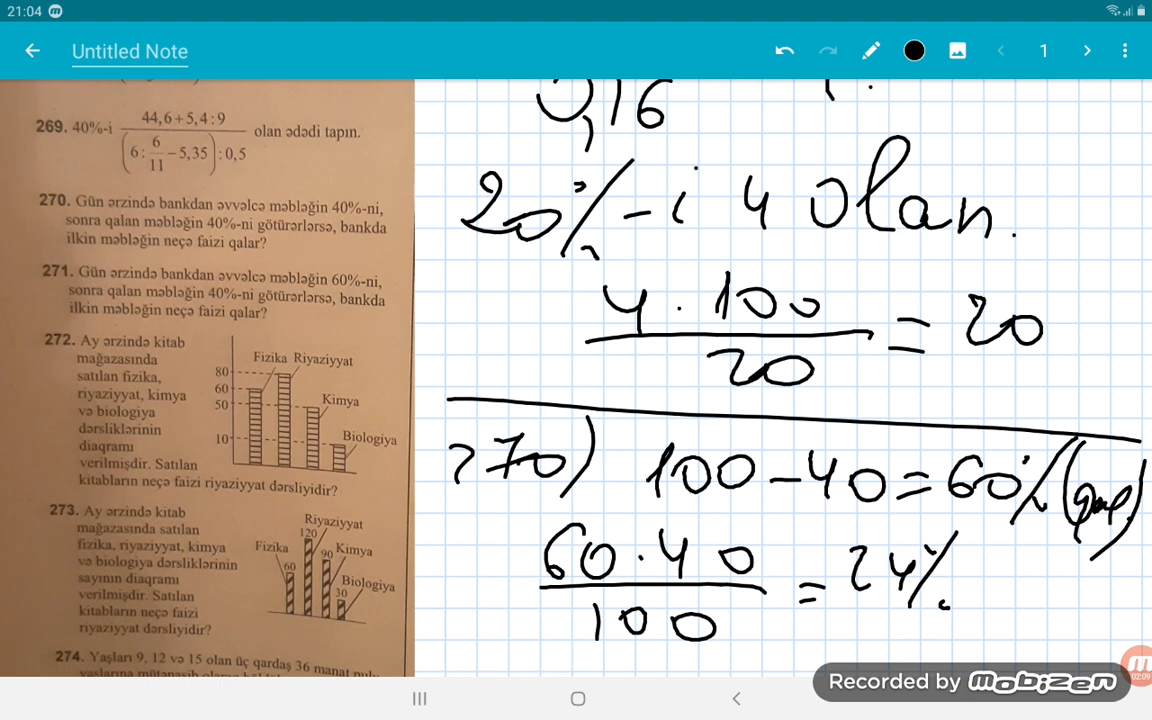 21:04
Untitled Note
1
269. 40%-i (44,6+5,4:9)/((6:6/11−5,35):0,5) olan ədədi tapın.
270. Gün ərzində bankdan əvvəlcə məbləğin 40%-ni,
sonra qalan məbləğin 40%-ni götürərlərsə, bankda
ilkin məbləğin neçə faizi qalar?
271. Gün ərzində bankdan əvvəlcə məbləğin 60%-ni,
sonra qalan məbləğin 40%-ni götürərlərsə, bankda
ilkin məbləğin neçə faizi qalar?
272. Ay ərzində kitab
mağazasında
satılan fizika,
riyaziyyat, kimya
və biologiya
dərsliklərinin
diaqramı
verilmişdir. Satılan
kitabların neçə faizi riyaziyyat dərsliyidir?
Fizika Riyaziyyat
80
60
Kimya
50
Biologiya
10
273. Ay ərzində kitab
mağazasında satılan
fizika, riyaziyyat, kimya
və biologiya dərsliklərinin
sayının diaqramı
verilmişdir. Satılan
kitabların neçə faizi
riyaziyyat dərsliyidir?
Riyaziyyat
120
Fizika
90 Kimya
60
Biologiya
30
274. Yaşları 9, 12 və 15 olan üç qardaş 36 manat
0,16
20%-i 4 olan.
4 · 100
= 20
20
270) 100 - 40 = 60%
60 · 40
= 24%
100
Recorded by mobizen
02:09